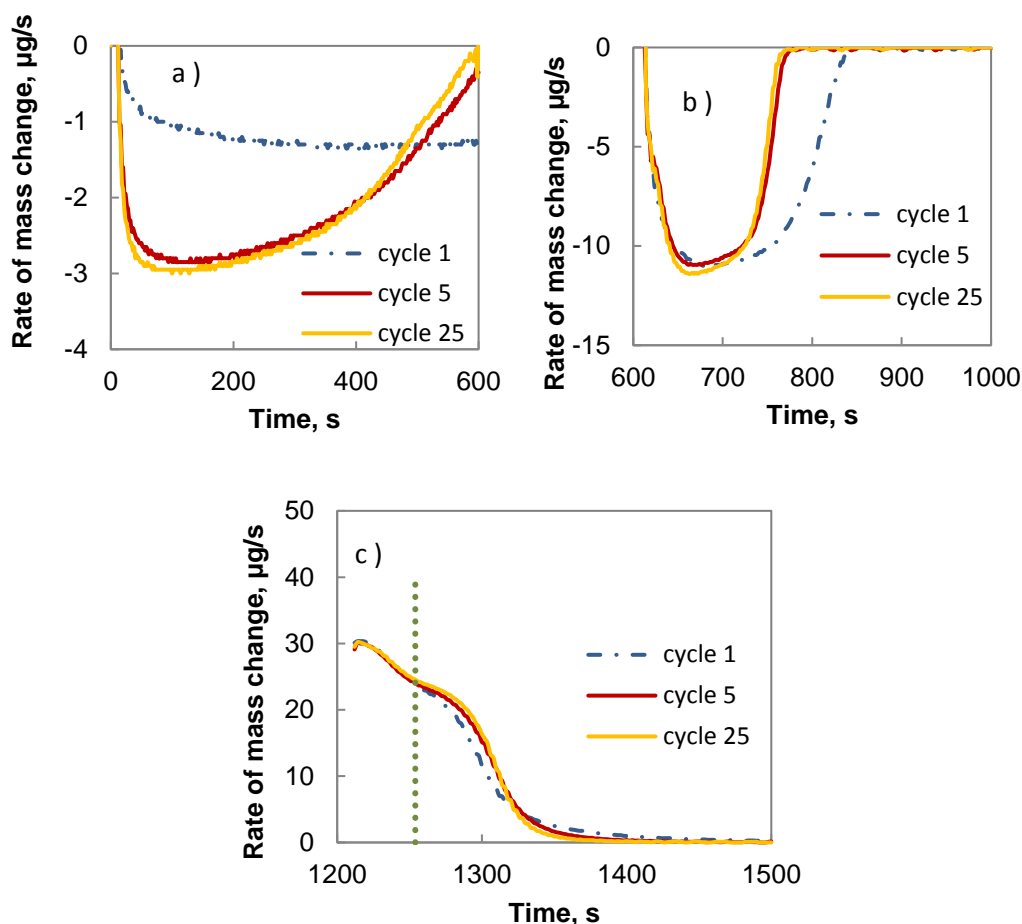 Rate of mass change, µg/s
0
-1
-2
-3
-4
a )
cycle 1
cycle 5
cycle 25
0 200 400 600
Time, s
Rate of mass change, µg/s
0
-5
-10
-15
b )
cycle 1
cycle 5
cycle 25
600 700 800 900 1000
Time, s
Rate of mass change, µg/s
50
40
30
20
10
0
c )
cycle 1
cycle 5
cycle 25
1200 1300 1400 1500
Time, s